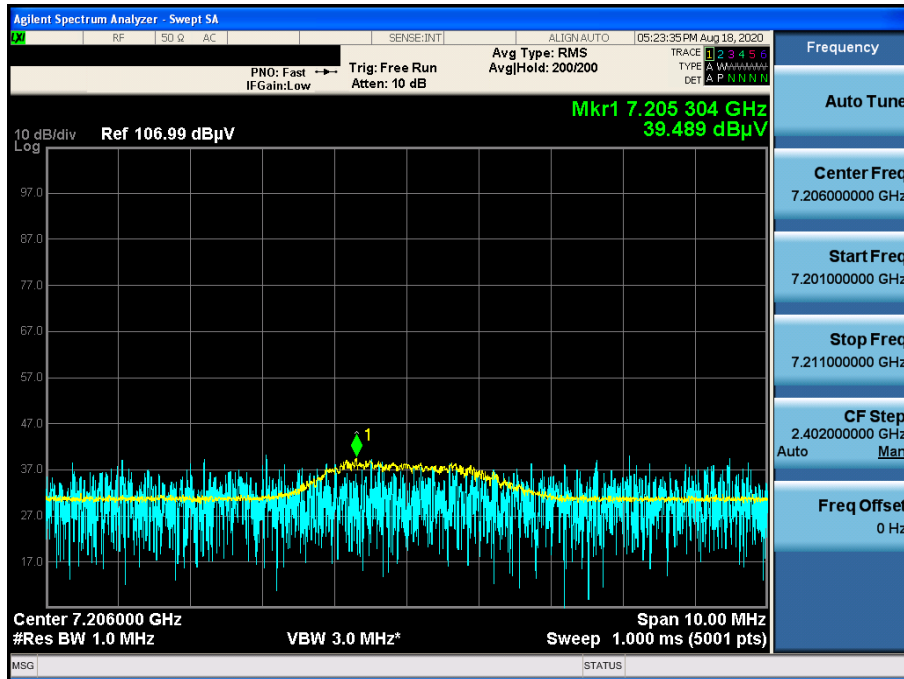 Agilent Spectrum Analyzer - Swept SA
LXI RF 50 Ω AC SENSE:INT ALIGN AUTO 05:23:35 PM Aug 18, 2020
PNO: Fast
IFGain:Low
Trig: Free Run
Atten: 10 dB
Avg Type: RMS
Avg|Hold: 200/200
TRACE 1 2 3 4 5 6
TYPE A WWWWWW
DET A P N N N N
Mkr1 7.205 304 GHz
39.489 dBµV
10 dB/div Ref 106.99 dBµV
Log
97.0
87.0
77.0
67.0
57.0
47.0
37.0
27.0
17.0
1
Center 7.206000 GHz Span 10.00 MHz
#Res BW 1.0 MHz VBW 3.0 MHz* Sweep 1.000 ms (5001 pts)
MSG STATUS
Frequency
Auto Tune
Center Freq
7.206000000 GHz
Start Freq
7.201000000 GHz
Stop Freq
7.211000000 GHz
CF Step
2.402000000 GHz
Auto Man
Freq Offset
0 Hz